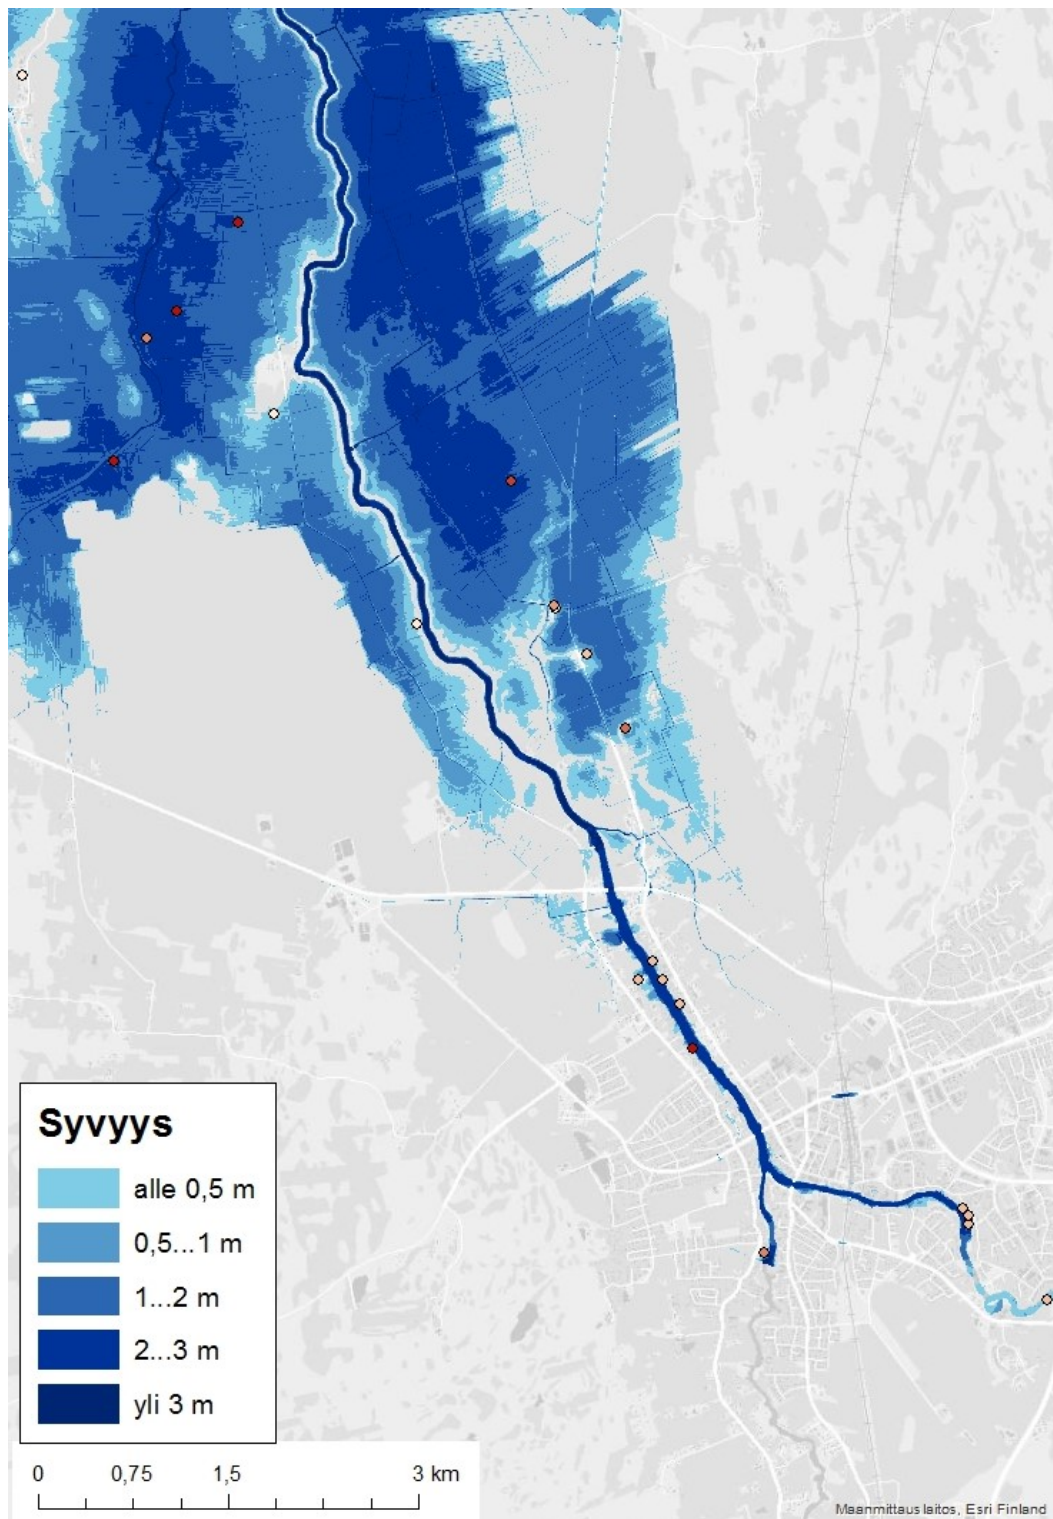 Syvyys
alle 0,5 m
0,5...1 m
1...2 m
2...3 m
yli 3 m
0 0,75 1,5 3 km
Maanmittauslaitos, Esri Finland